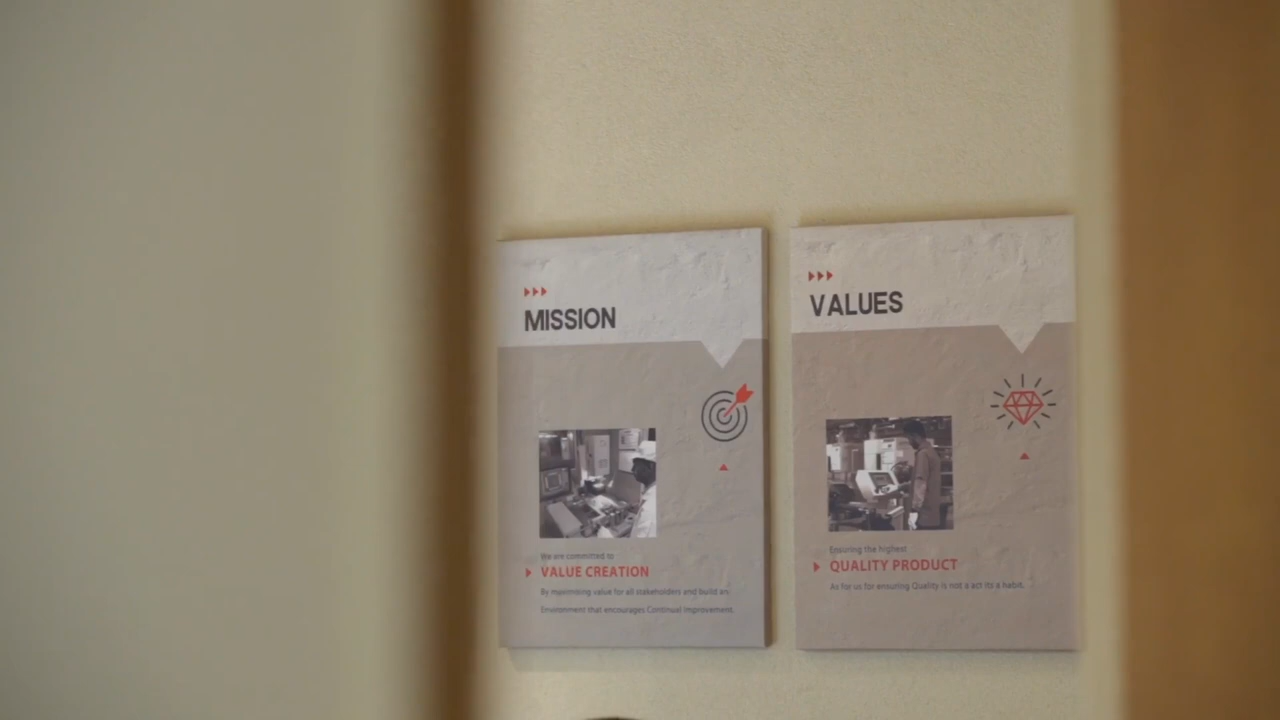 MISSION
We are committed to
VALUE CREATION
By maximising value for all stakeholders and build an
Environment that encourages Continual Improvement.
VALUES
Ensuring the highest
QUALITY PRODUCT
As for us for ensuring Quality is not a act its a habit.